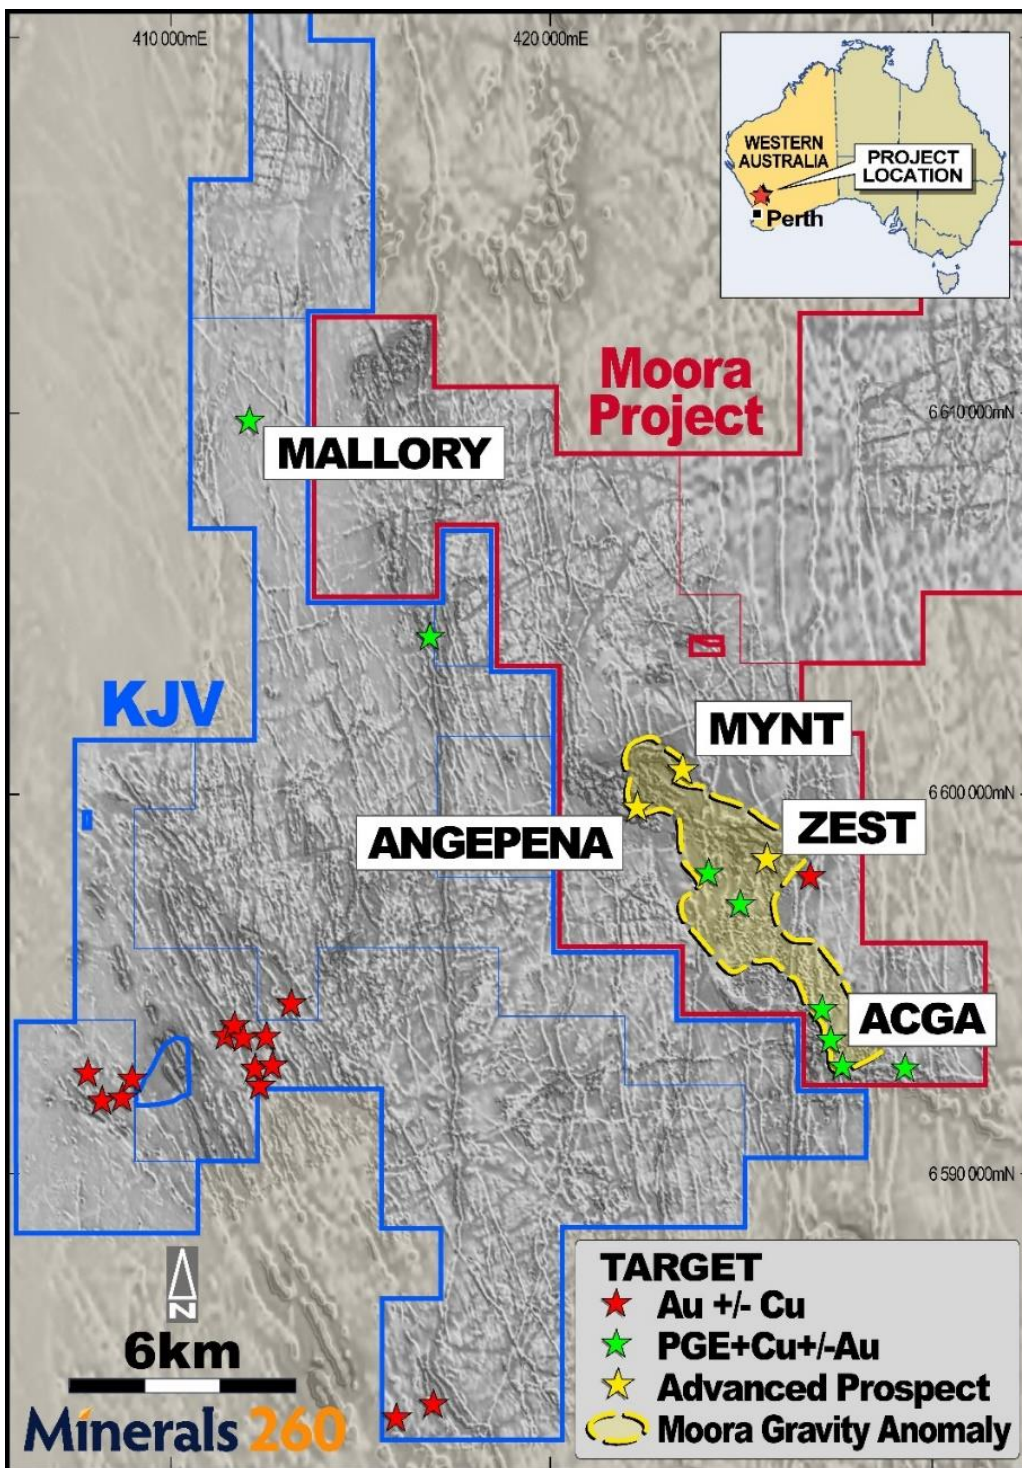 410 000mE
420 000mE
WESTERN
AUSTRALIA
PROJECT
LOCATION
Perth
Moora
Project
6 610 000mN
MALLORY
KJV
MYNT
6 600 000mN
ZEST
ANGEPENA
ACGA
6 590 000mN
N
6km
Minerals 260
TARGET
Au +/- Cu
PGE+Cu+/-Au
Advanced Prospect
Moora Gravity Anomaly